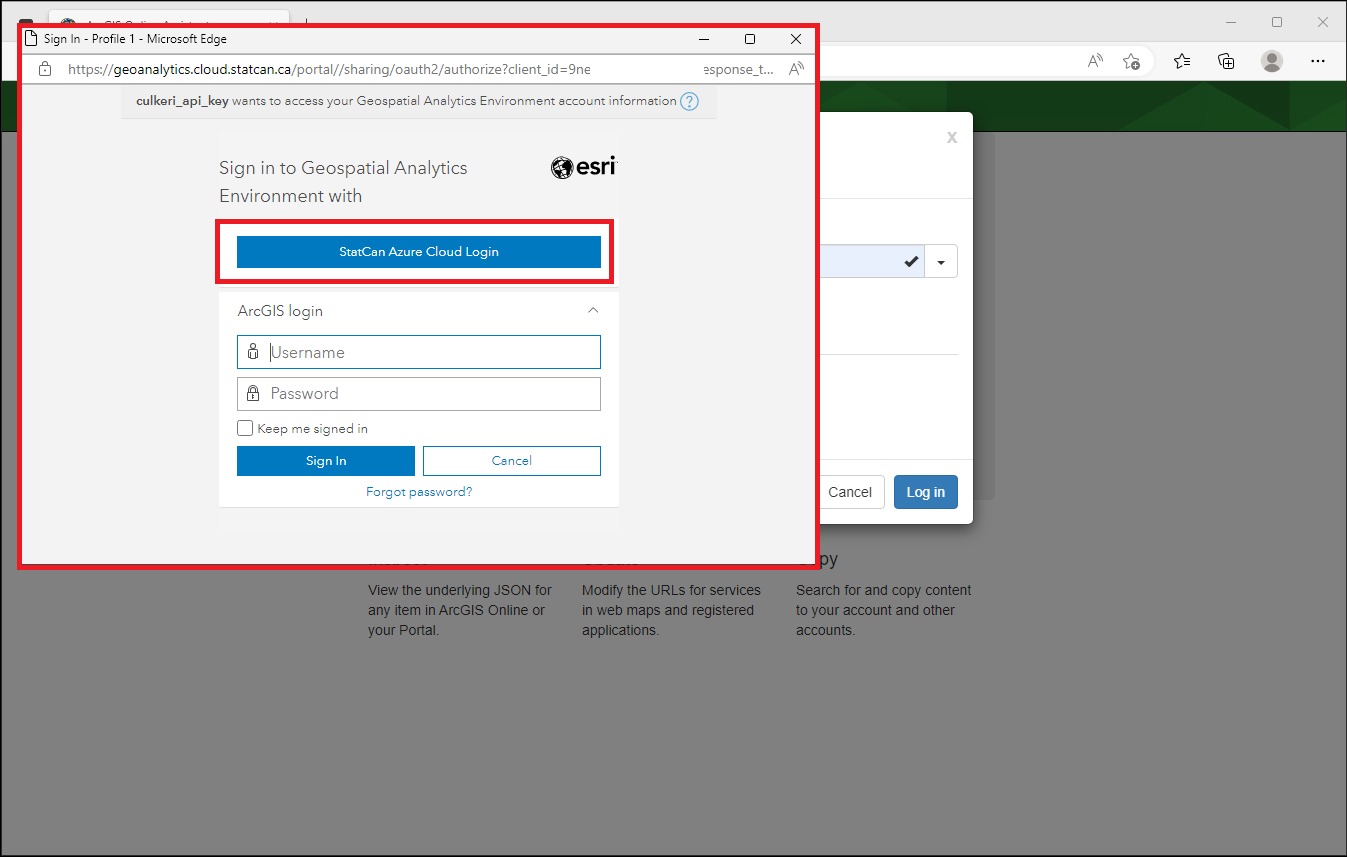 Sign In - Profile 1 - Microsoft Edge
https://geoanalytics.cloud.statcan.ca/portal//sharing/oauth2/authorize?client_id=9ne
esponse_t...
culkeri_api_key wants to access your Geospatial Analytics Environment account information ?
Sign in to Geospatial Analytics
Environment with
esri
StatCan Azure Cloud Login
ArcGIS login
Username
Password
Keep me signed in
Sign In
Cancel
Forgot password?
x
Cancel
Log in
View the underlying JSON for
any item in ArcGIS Online or
your Portal.
Modify the URLs for services
in web maps and registered
applications.
Search for and copy content
to your account and other
accounts.